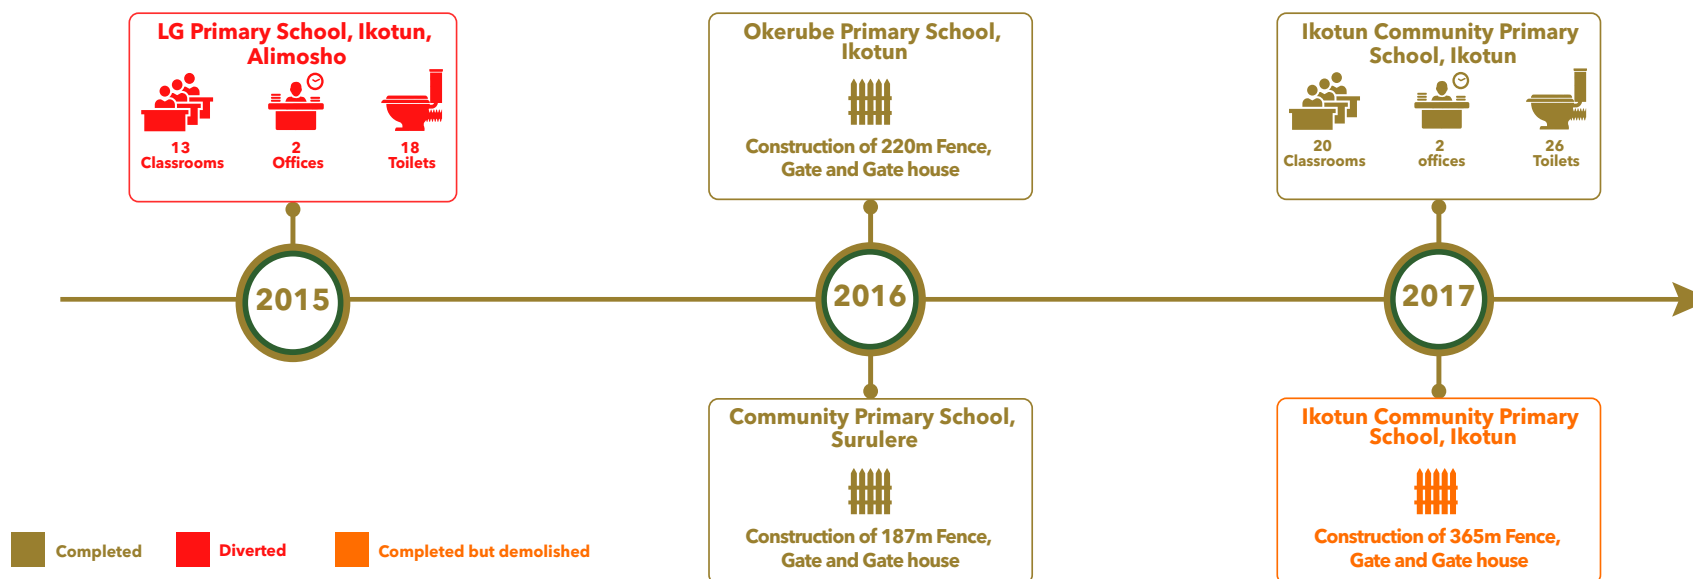 LG Primary School, Ikotun,
Alimosho
13
Classrooms
2
Offices
18
Toilets
Okerube Primary School,
Ikotun
Construction of 220m Fence,
Gate and Gate house
Ikotun Community Primary
School, Ikotun
20
Classrooms
2
offices
26
Toilets
2015
2016
2017
Community Primary School,
Surulere
Construction of 187m Fence,
Gate and Gate house
Ikotun Community Primary
School, Ikotun
Construction of 365m Fence,
Gate and Gate house
Completed
Diverted
Completed but demolished